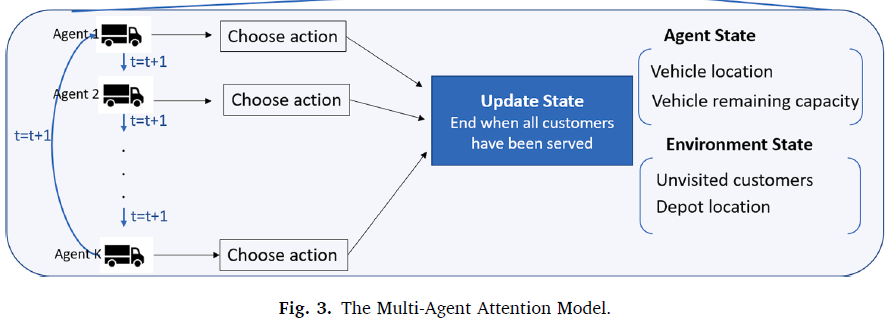 Agent 1
Choose action
t=t+1
Agent 2
Choose action
t=t+1
t=t+1
.
.
.
t=t+1
Agent K
Choose action
Update State
End when all customers
have been served
Agent State
Vehicle location
Vehicle remaining capacity
Environment State
Unvisited customers
Depot location
Fig. 3. The Multi-Agent Attention Model.